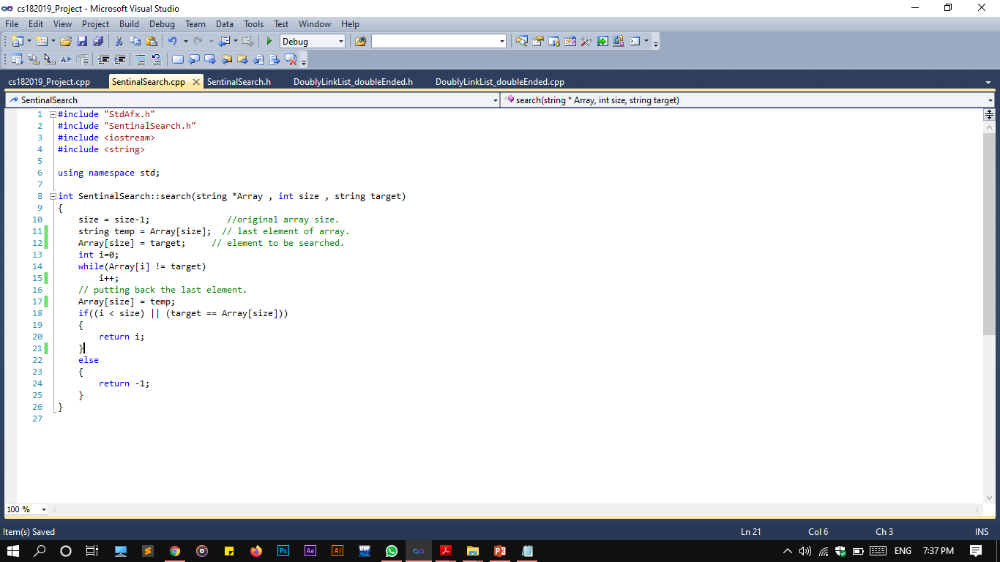 cs182019_Project - Microsoft Visual Studio
File Edit View Project Build Debug Team Data Tools Test Window Help
Debug
cs182019_Project.cpp SentinalSearch.cpp SentinalSearch.h DoublyLinkList_doubleEnded.h DoublyLinkList_doubleEnded.cpp
SentinalSearch search(string * Array, int size, string target)
1 #include "StdAfx.h"
2 #include "SentinalSearch.h"
3 #include <iostream>
4 #include <string>
5
6 using namespace std;
7
8 int SentinalSearch::search(string *Array , int size , string target)
9 {
10 size = size-1; //original array size.
11 string temp = Array[size]; // last element of array.
12 Array[size] = target; // element to be searched.
13 int i=0;
14 while(Array[i] != target)
15 i++;
16 // putting back the last element.
17 Array[size] = temp;
18 if((i < size) || (target == Array[size]))
19 {
20 return i;
21 }
22 else
23 {
24 return -1;
25 }
26 }
27
100 %
Item(s) Saved Ln 21 Col 6 Ch 3 INS
Ps Ae Ai ENG 7:37 PM